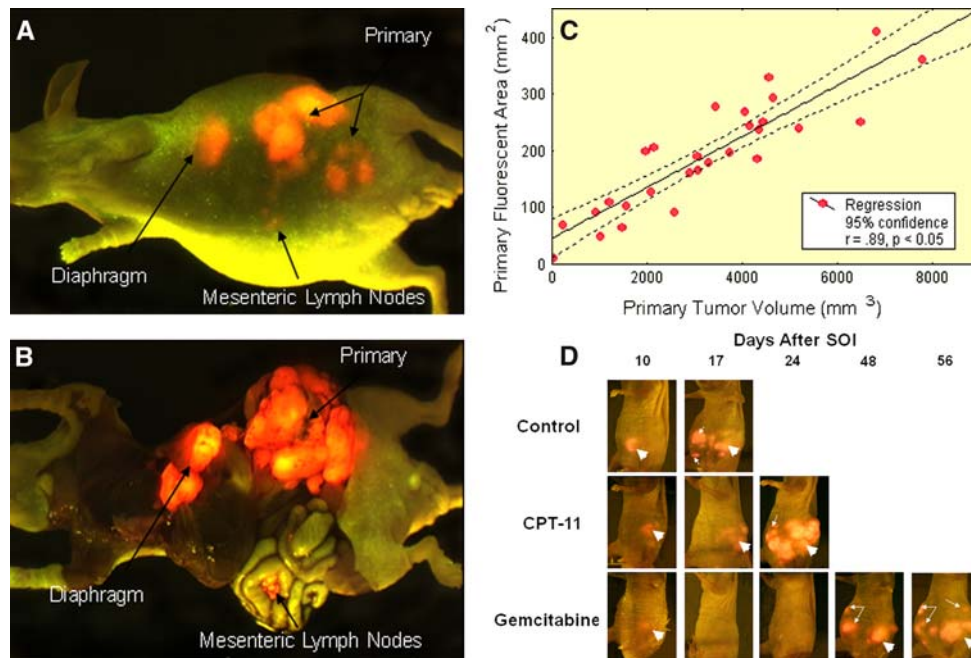 A
Primary
Diaphragm
Mesenteric Lymph Nodes
B
Primary
Diaphragm
Mesenteric Lymph Nodes
C
Primary Fluorescent Area (mm2)
400
300
200
100
0
0 2000 4000 6000 8000
Primary Tumor Volume (mm 3)
Regression
95% confidence
r = .89, p < 0.05
D
Days After SOI
10 17 24 48 56
Control
CPT-11
Gemcitabine